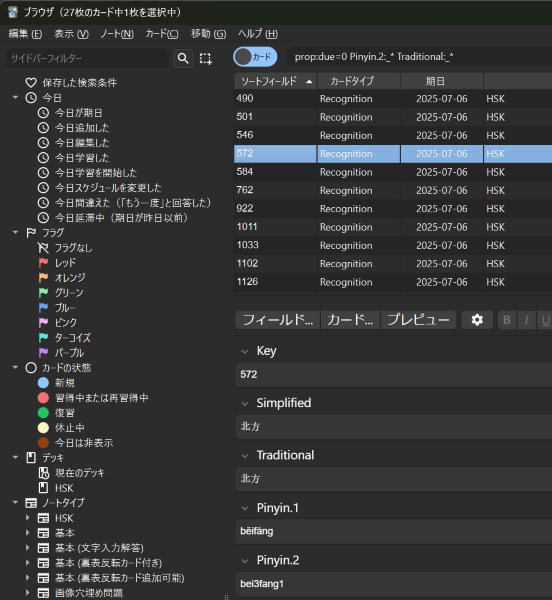 ブラウザ（27枚のカード中1枚を選択中）
編集 (E) 表示 (V) ノート(N) カード(C) 移動 (G) ヘルプ (H)
サイドバーフィルター
カード
prop:due=0 Pinyin.2:_* Traditional:_*
保存した検索条件
今日
今日が期日
今日追加した
今日編集した
今日学習した
今日学習を開始した
今日スケジュールを変更した
今日間違えた（「もう一度」と回答した）
今日延滞中（期日が昨日以前）
フラグ
フラグなし
レッド
オレンジ
グリーン
ブルー
ピンク
ターコイズ
パープル
カードの状態
新規
習得中または再習得中
復習
休止中
今日は非表示
デッキ
現在のデッキ
HSK
ノートタイプ
HSK
基本
基本 (文字入力解答)
基本 (裏表反転カード付き)
基本 (裏表反転カード追加可能)
画像穴埋め問題
ソートフィールド カードタイプ 期日
490 Recognition 2025-07-06 HSK
501 Recognition 2025-07-06 HSK
546 Recognition 2025-07-06 HSK
572 Recognition 2025-07-06 HSK
584 Recognition 2025-07-06 HSK
762 Recognition 2025-07-06 HSK
922 Recognition 2025-07-06 HSK
1011 Recognition 2025-07-06 HSK
1033 Recognition 2025-07-06 HSK
1102 Recognition 2025-07-06 HSK
1126 Recognition 2025-07-06 HSK
フィールド... カード... プレビュー B I U
Key
572
Simplified
北方
Traditional
北方
Pinyin.1
běifāng
Pinyin.2
bei3fang1